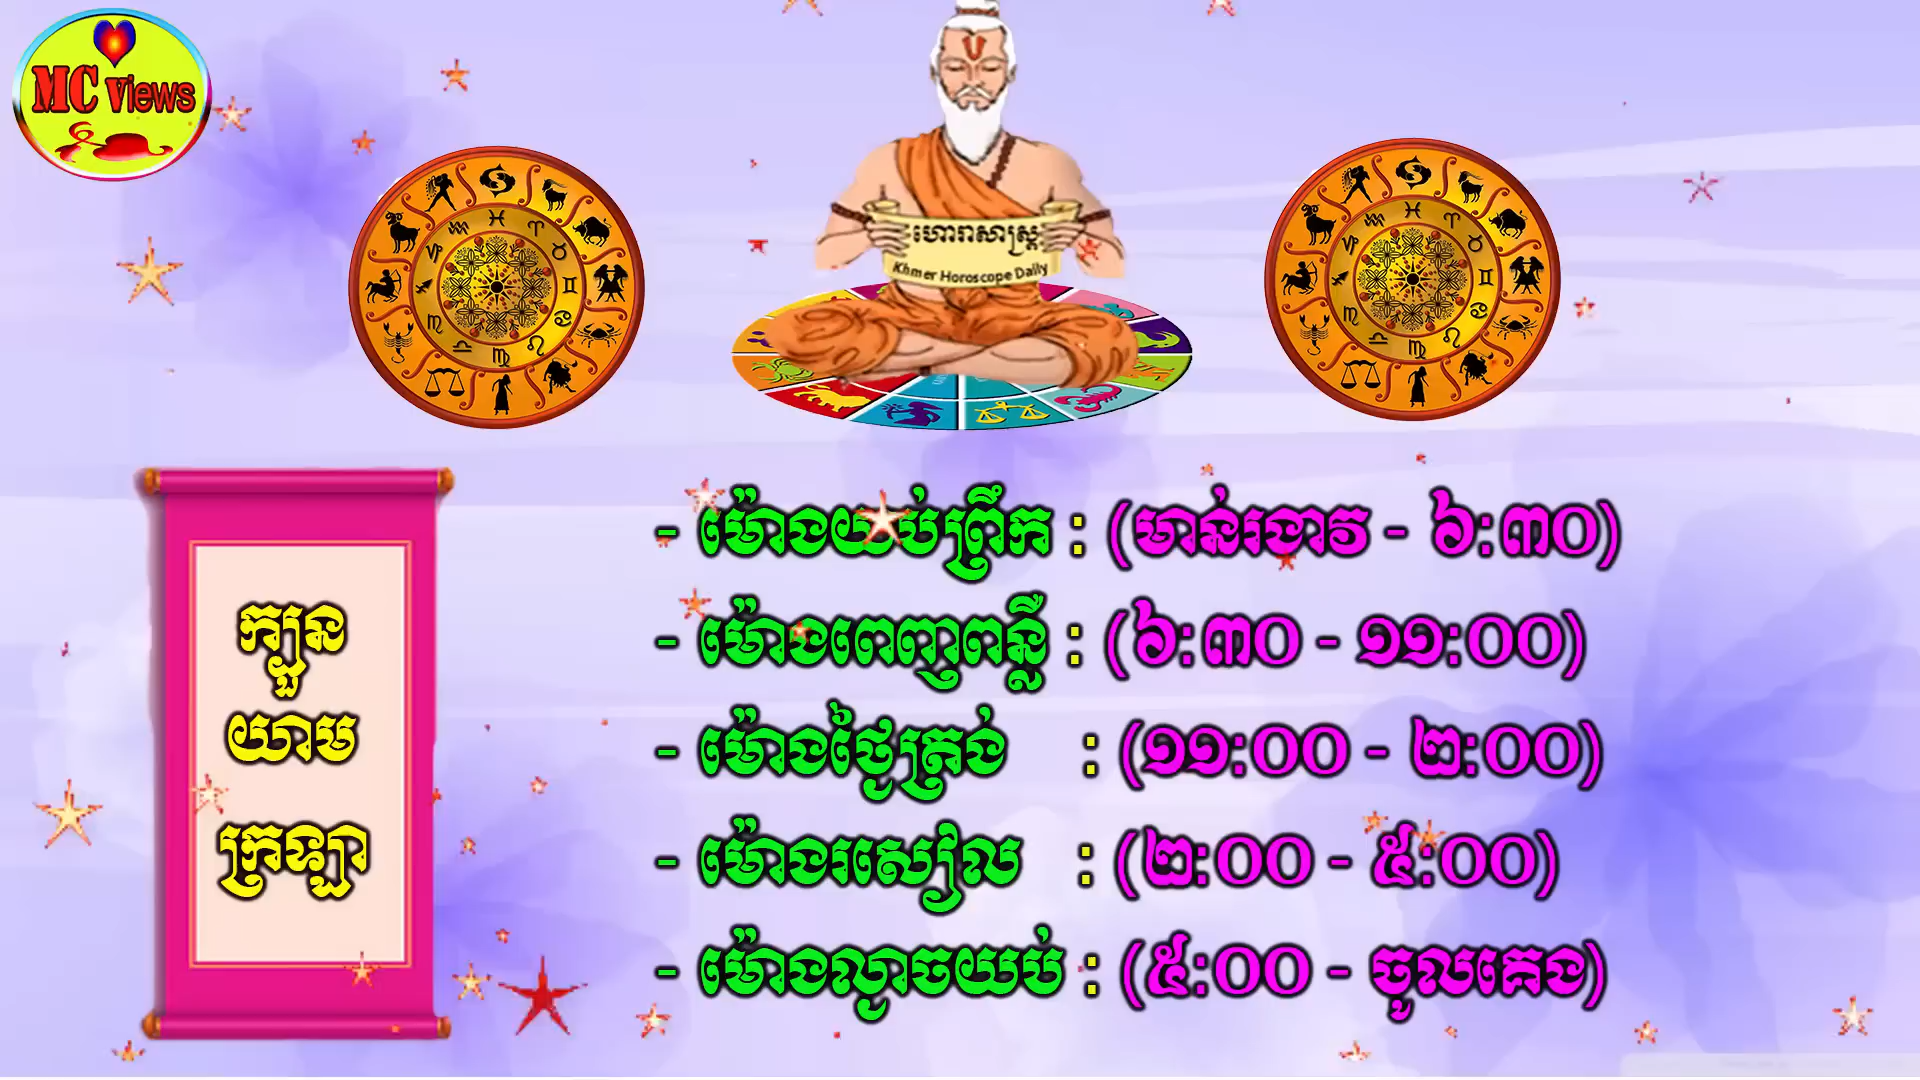 MC Views
ហោរាសាស្ត្រ
Khmer Horoscope Daily
ក្បួន
យាម
ក្រឡា
- ម៉ោងយប់ព្រឹក : (មាន់រងាវ - ៦:៣០)
- ម៉ោងពេញពន្លឺ : (៦:៣០ - ១១:០០)
- ម៉ោងថ្ងៃត្រង់ : (១១:០០ - ២:០០)
- ម៉ោងរសៀល : (២:០០ - ៥:០០)
- ម៉ោងល្ងាចយប់ : (៥:០០ - ចូលគេង)